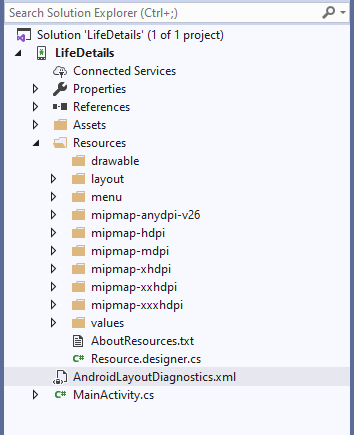 Search Solution Explorer (Ctrl+;)
Solution 'LifeDetails' (1 of 1 project)
LifeDetails
Connected Services
Properties
References
Assets
Resources
drawable
layout
menu
mipmap-anydpi-v26
mipmap-hdpi
mipmap-mdpi
mipmap-xhdpi
mipmap-xxhdpi
mipmap-xxxhdpi
values
AboutResources.txt
C# Resource.designer.cs
AndroidLayoutDiagnostics.xml
C# MainActivity.cs